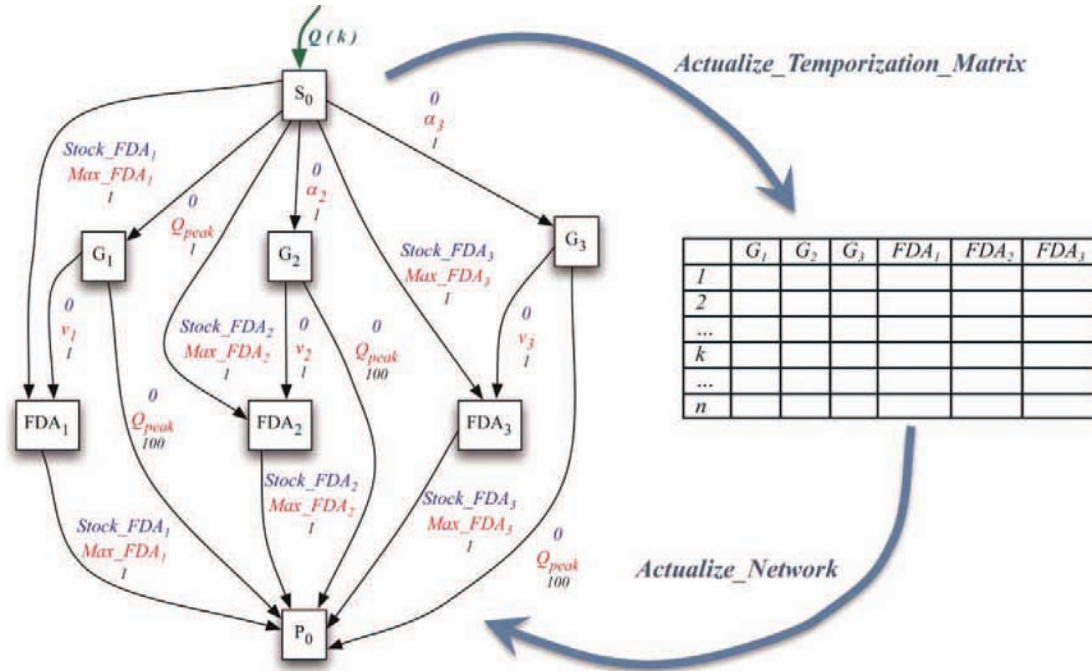 Q(k)
S0
Actualize_Temporization_Matrix
0
α3
1
Stock_FDA1
Max_FDA1
1
0
Qpeak
1
0
α2
1
G1
G2
G3
Stock_FDA3
Max_FDA3
1
0
v1
1
Stock_FDA2
Max_FDA2
1
0
v2
1
0
Qpeak
100
0
v3
1
FDA1
0
Qpeak
100
FDA2
FDA3
Stock_FDA1
Max_FDA1
1
Stock_FDA2
Max_FDA2
1
Stock_FDA3
Max_FDA3
1
0
Qpeak
100
P0
G1 G2 G3 FDA1 FDA2 FDA3
1
2
...
k
...
n
Actualize_Network